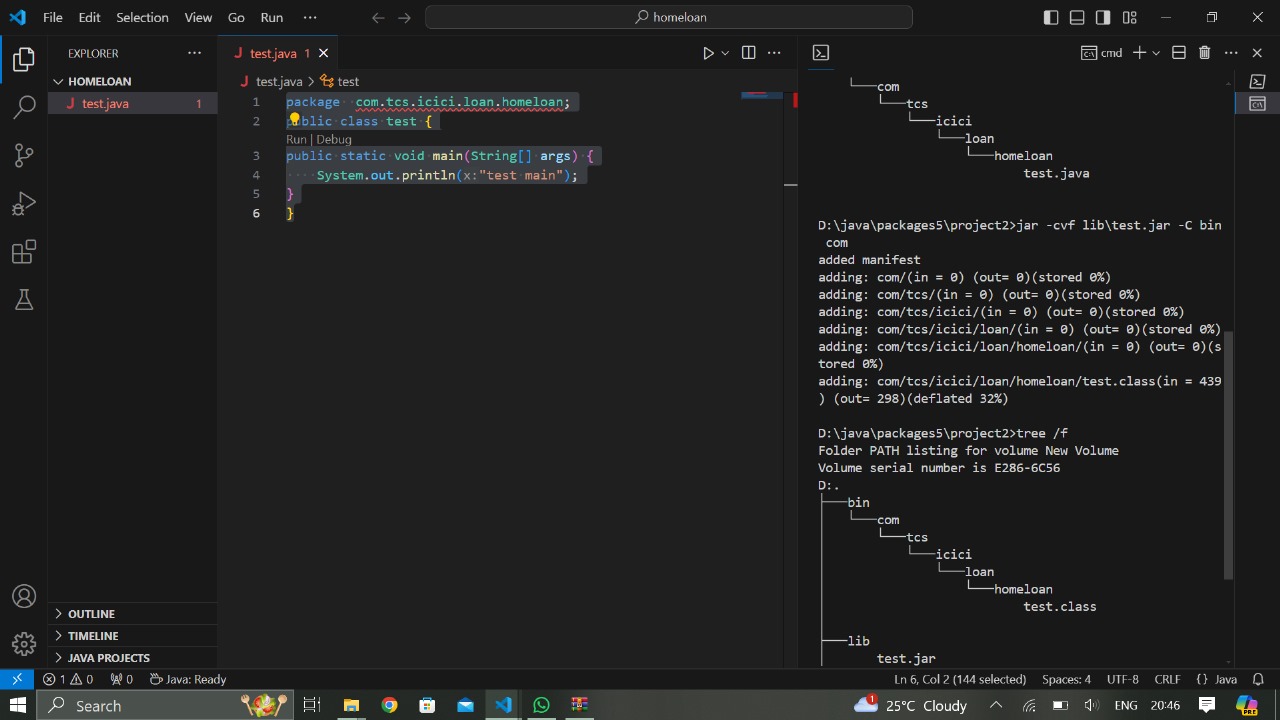 File Edit Selection View Go Run ··· homeloan
EXPLORER ···
HOMELOAN
test.java 1
OUTLINE
TIMELINE
JAVA PROJECTS
test.java 1
test.java > test
1 package com.tcs.icici.loan.homeloan;
2 public class test {
Run | Debug
3 public static void main(String[] args) {
4 System.out.println(x:"test main");
5 }
6 }
cmd
com
tcs
icici
loan
homeloan
test.java
D:\java\packages5\project2>jar -cvf lib\test.jar -C bin
com
added manifest
adding: com/(in = 0) (out= 0)(stored 0%)
adding: com/tcs/(in = 0) (out= 0)(stored 0%)
adding: com/tcs/icici/(in = 0) (out= 0)(stored 0%)
adding: com/tcs/icici/loan/(in = 0) (out= 0)(stored 0%)
adding: com/tcs/icici/loan/homeloan/(in = 0) (out= 0)(s
tored 0%)
adding: com/tcs/icici/loan/homeloan/test.class(in = 439
) (out= 298)(deflated 32%)
D:\java\packages5\project2>tree /f
Folder PATH listing for volume New Volume
Volume serial number is E286-6C56
D:.
bin
com
tcs
icici
loan
homeloan
test.class
lib
test.jar
1 0 0 Java: Ready Ln 6, Col 2 (144 selected) Spaces: 4 UTF-8 CRLF {} Java
Search 1 25°C Cloudy ENG 20:46 PRE